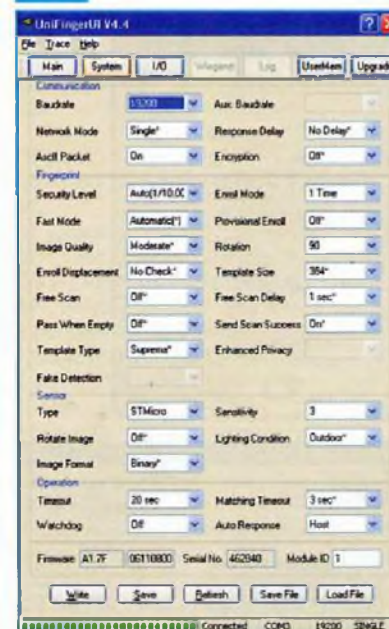 UniFingerUI V4.4
File Trace Help
Main System I/O Wiegand Log UserMem Upgrade
Communication
Baudrate 19200 Aux. Baudrate
Network Mode Single* Response Delay No Delay*
Ascii Packet On Encryption Off*
Fingerprint
Security Level Auto(1/10,0( Enroll Mode 1 Time
Fast Mode Automatic(*) Provisional Enroll Off*
Image Quality Moderate* Rotation 90
Enroll Displacement No Check* Template Size 384*
Free Scan Off* Free Scan Delay 1 sec*
Pass When Empty Off* Send Scan Success On*
Template Type Suprema* Enhanced Privacy
Fake Detection
Sensor
Type STMicro Sensitivity 3
Rotate Image Off* Lighting Condition Outdoor*
Image Format Binary*
Operation
Timeout 20 sec Matching Timeout 3 sec*
Watchdog Off Auto Response Host
Firmware A1.7F 06110800 Serial No. 462840 Module ID 1
Write Save Refresh Save File Load File
Connected COM3 19200 SINGLE